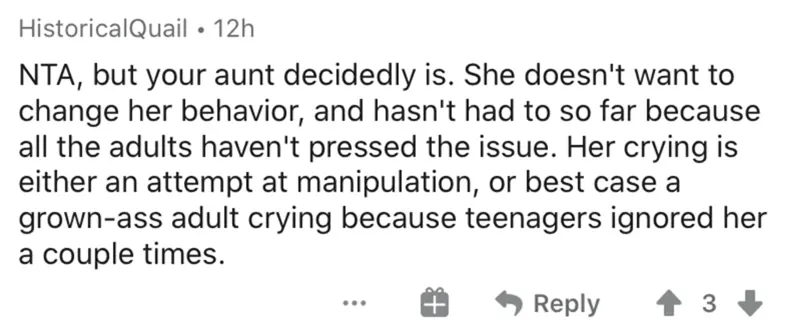 HistoricalQuail • 12h
NTA, but your aunt decidedly is. She doesn't want to
change her behavior, and hasn't had to so far because
all the adults haven't pressed the issue. Her crying is
either an attempt at manipulation, or best case a
grown-ass adult crying because teenagers ignored her
a couple times.
... Reply 3